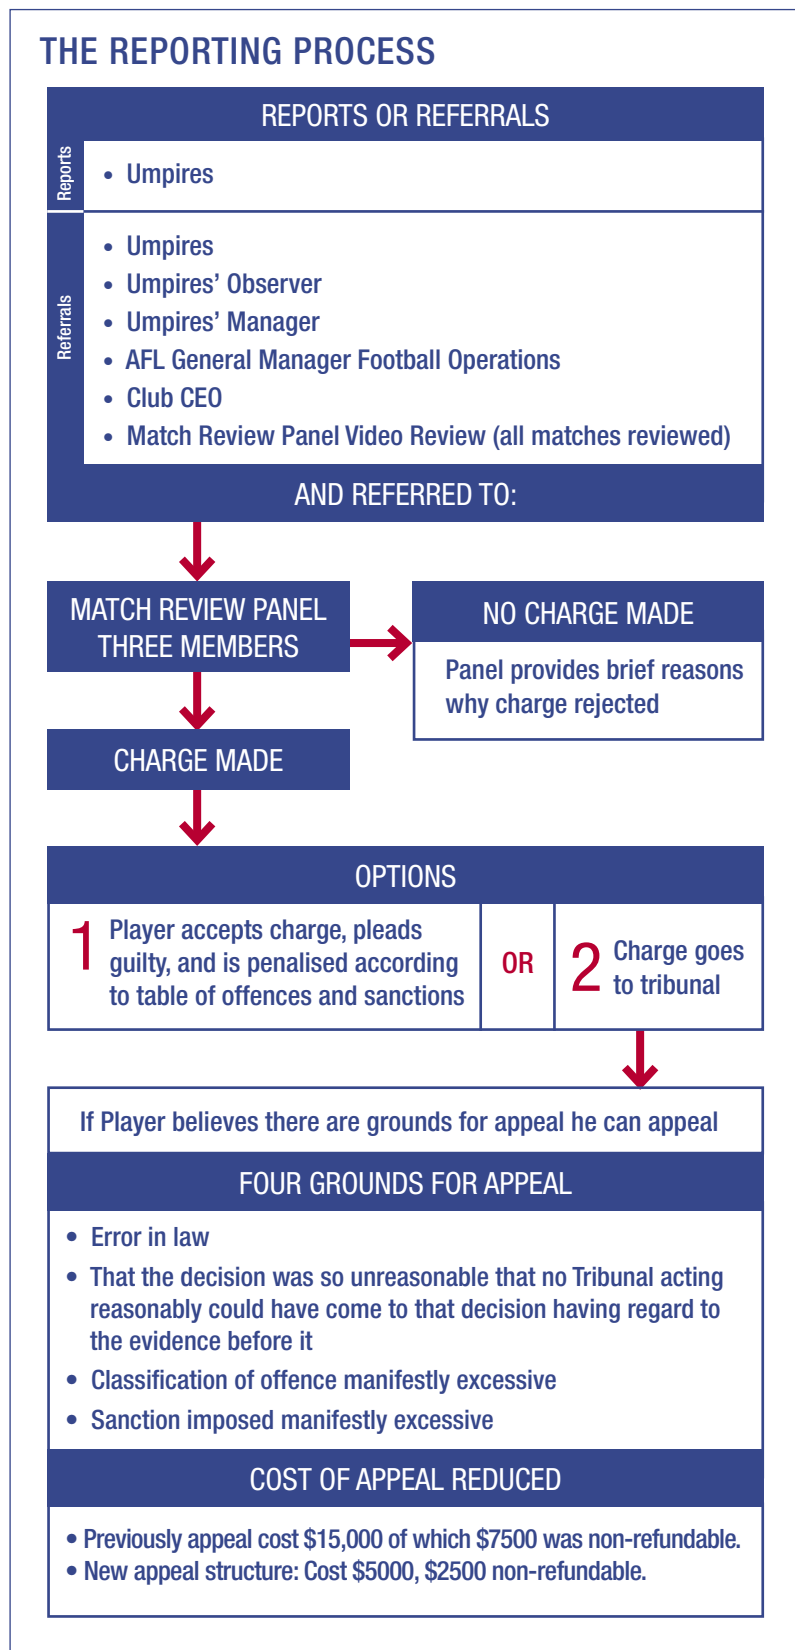 THE REPORTING PROCESS
REPORTS OR REFERRALS
Reports
• Umpires
Referrals
• Umpires
• Umpires’ Observer
• Umpires’ Manager
• AFL General Manager Football Operations
• Club CEO
• Match Review Panel Video Review (all matches reviewed)
AND REFERRED TO:
MATCH REVIEW PANEL
THREE MEMBERS
NO CHARGE MADE
Panel provides brief reasons
why charge rejected
CHARGE MADE
OPTIONS
1 Player accepts charge, pleads
guilty, and is penalised according
to table of offences and sanctions
OR
2 Charge goes
to tribunal
If Player believes there are grounds for appeal he can appeal
FOUR GROUNDS FOR APPEAL
• Error in law
• That the decision was so unreasonable that no Tribunal acting
reasonably could have come to that decision having regard to
the evidence before it
• Classification of offence manifestly excessive
• Sanction imposed manifestly excessive
COST OF APPEAL REDUCED
• Previously appeal cost $15,000 of which $7500 was non-refundable.
• New appeal structure: Cost $5000, $2500 non-refundable.